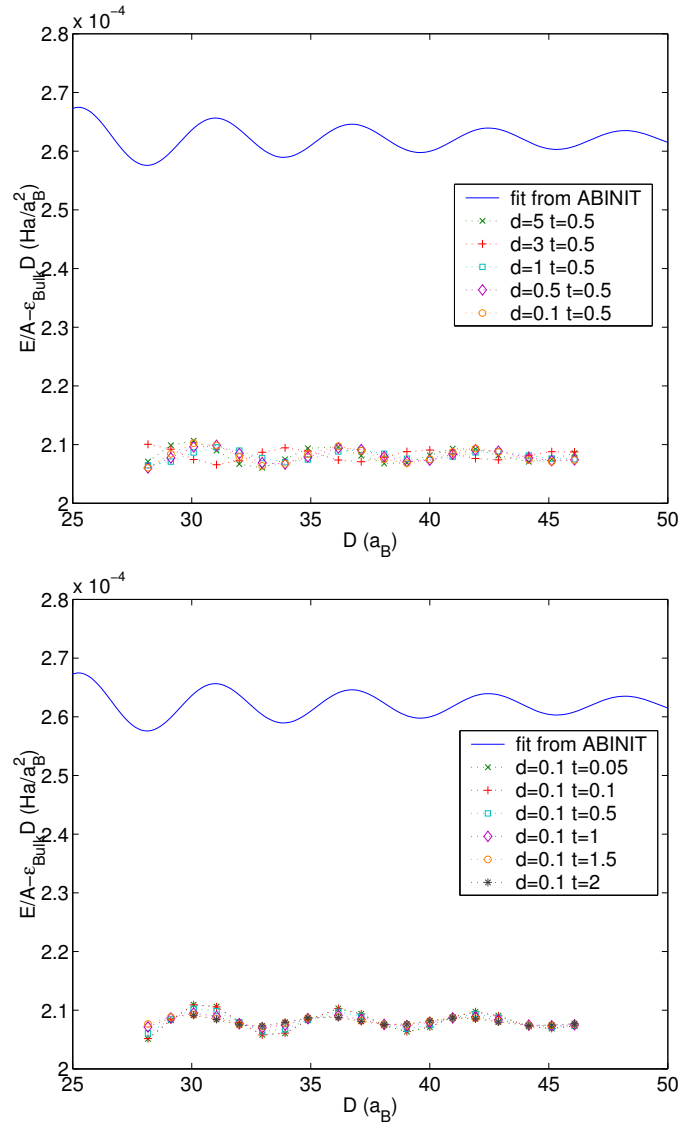 x 10⁻⁴
2.8
2.7
2.6
2.5
2.4
2.3
2.2
2.1
2
E/A−ε_Bulk D (Ha/a_B²)
fit from ABINIT
d=5 t=0.5
d=3 t=0.5
d=1 t=0.5
d=0.5 t=0.5
d=0.1 t=0.5
25 30 35 40 45 50
D (a_B)
x 10⁻⁴
2.8
2.7
2.6
2.5
2.4
2.3
2.2
2.1
2
E/A−ε_Bulk D (Ha/a_B²)
fit from ABINIT
d=0.1 t=0.05
d=0.1 t=0.1
d=0.1 t=0.5
d=0.1 t=1
d=0.1 t=1.5
d=0.1 t=2
25 30 35 40 45 50
D (a_B)